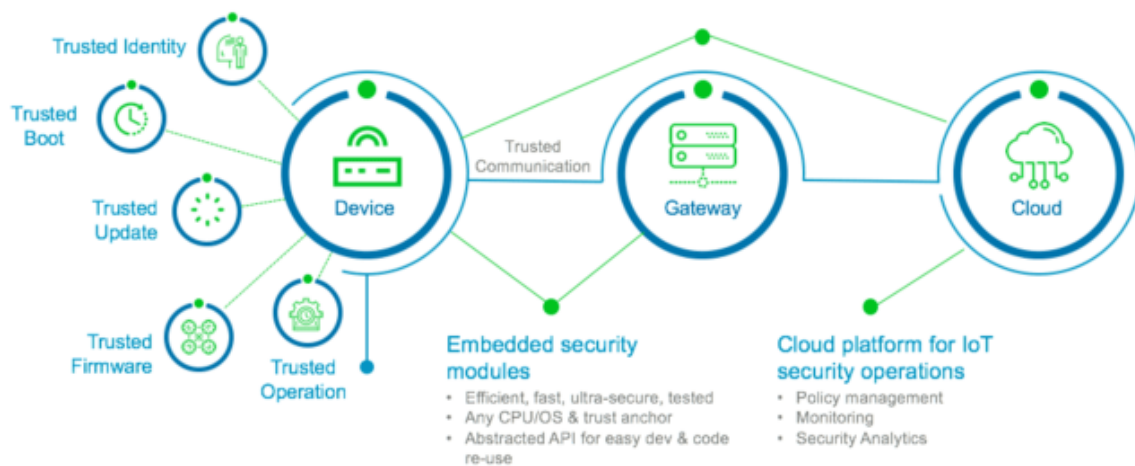 Trusted Identity
Trusted
Boot
Trusted
Update
Trusted
Firmware
Trusted
Operation
Device
Trusted
Communication
Gateway
Cloud
Embedded security
modules
• Efficient, fast, ultra-secure, tested
• Any CPU/OS & trust anchor
• Abstracted API for easy dev & code
re-use
Cloud platform for IoT
security operations
• Policy management
• Monitoring
• Security Analytics